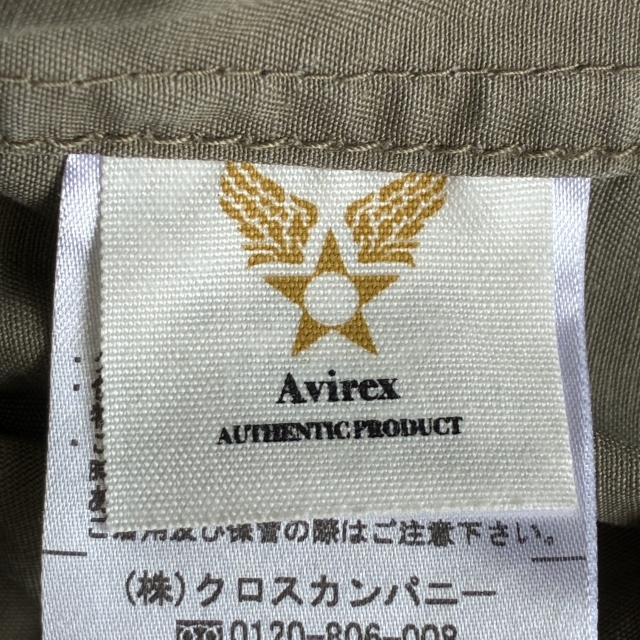 Avirex
AUTHENTIC PRODUCT
ご着用及び保管の際はご注意下さい。
(株)クロスカンパニー
0120-806-008